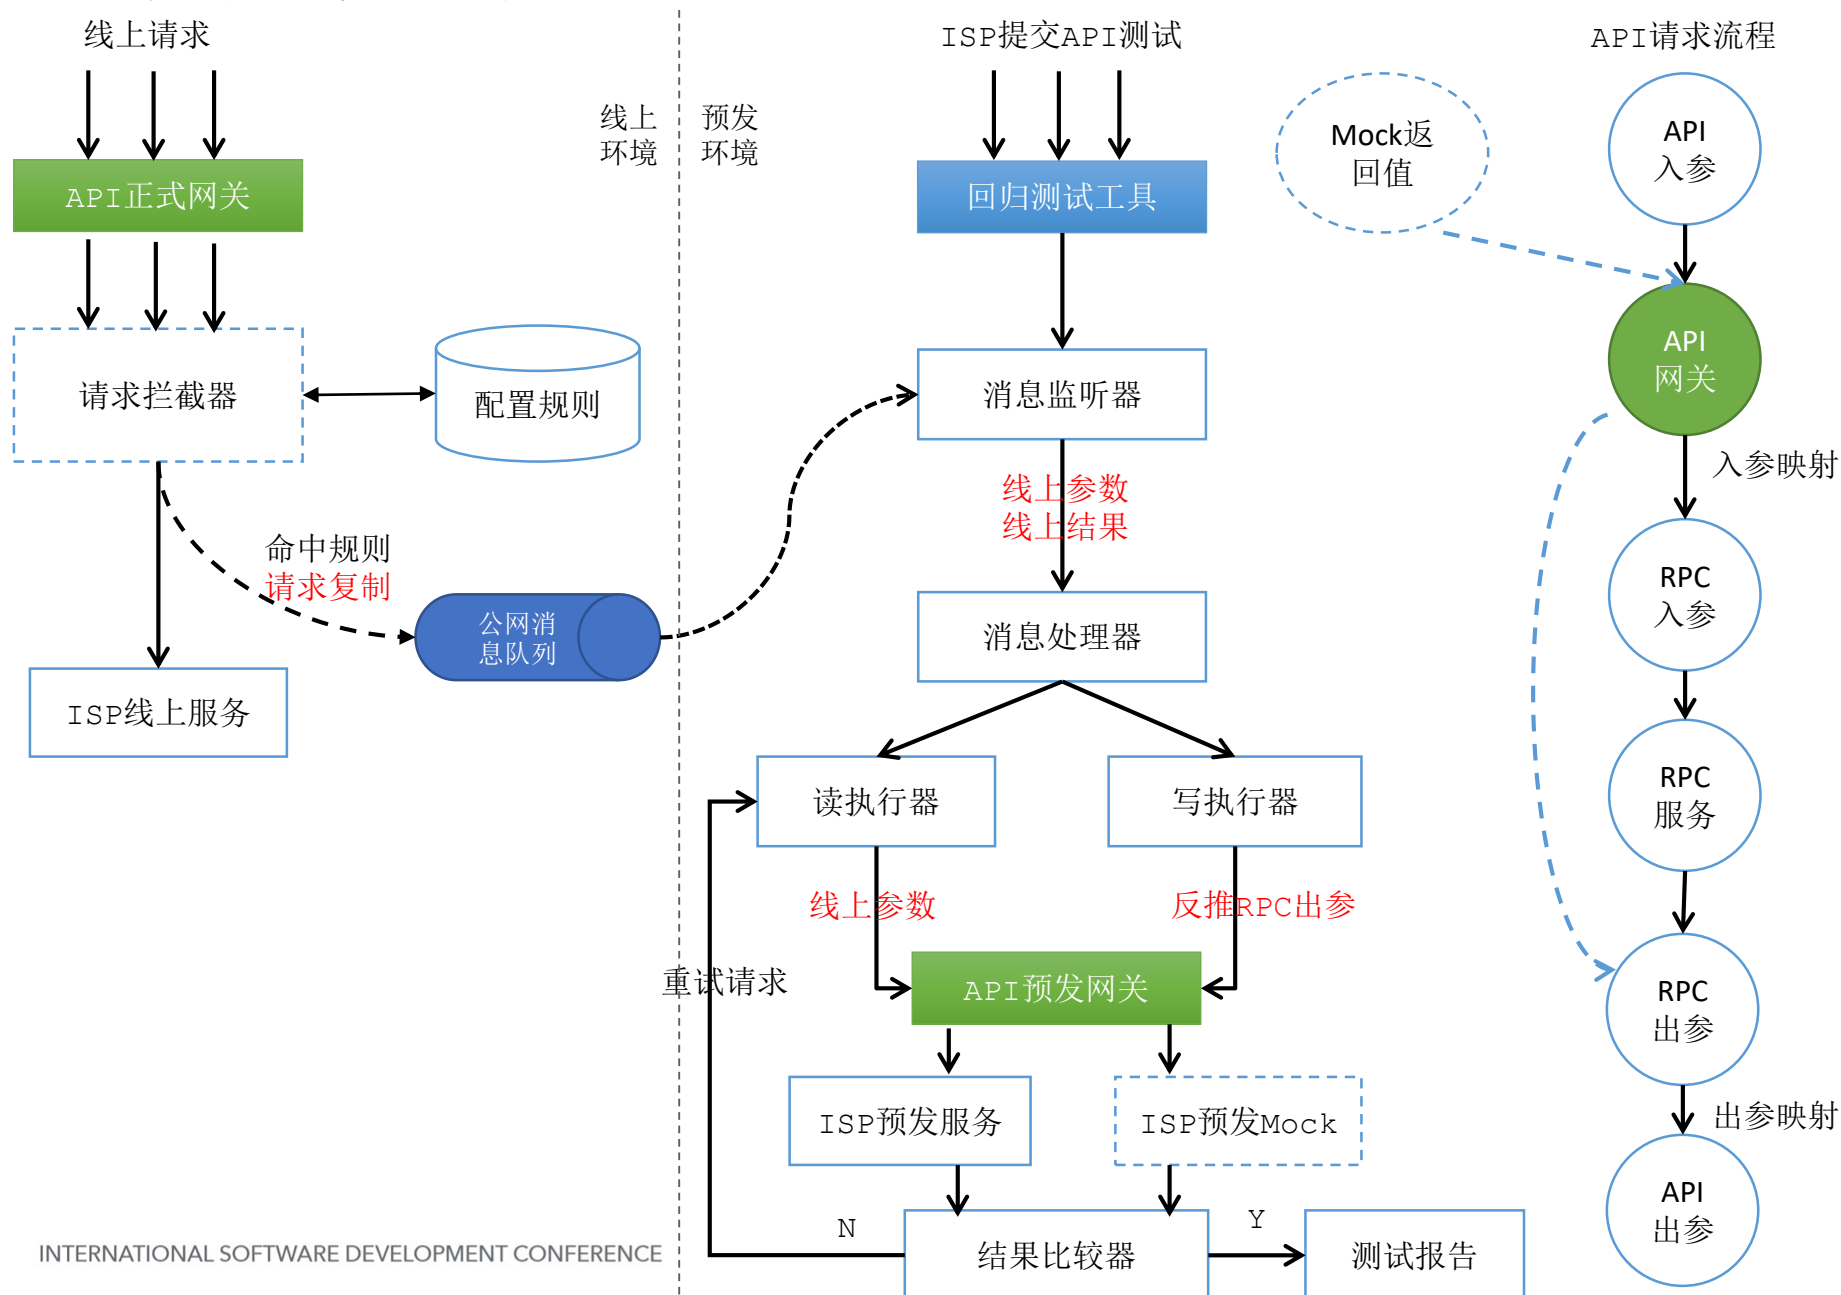 线上请求
API正式网关
请求拦截器
配置规则
命中规则
请求复制
公网消
息队列
ISP线上服务
线上
环境
预发
环境
ISP提交API测试
回归测试工具
消息监听器
线上参数
线上结果
消息处理器
读执行器
写执行器
线上参数
反推RPC出参
重试请求
API预发网关
ISP预发服务
ISP预发Mock
N
结果比较器
Y
测试报告
API请求流程
Mock返
回值
API
入参
API
网关
入参映射
RPC
入参
RPC
服务
RPC
出参
出参映射
API
出参
INTERNATIONAL SOFTWARE DEVELOPMENT CONFERENCE